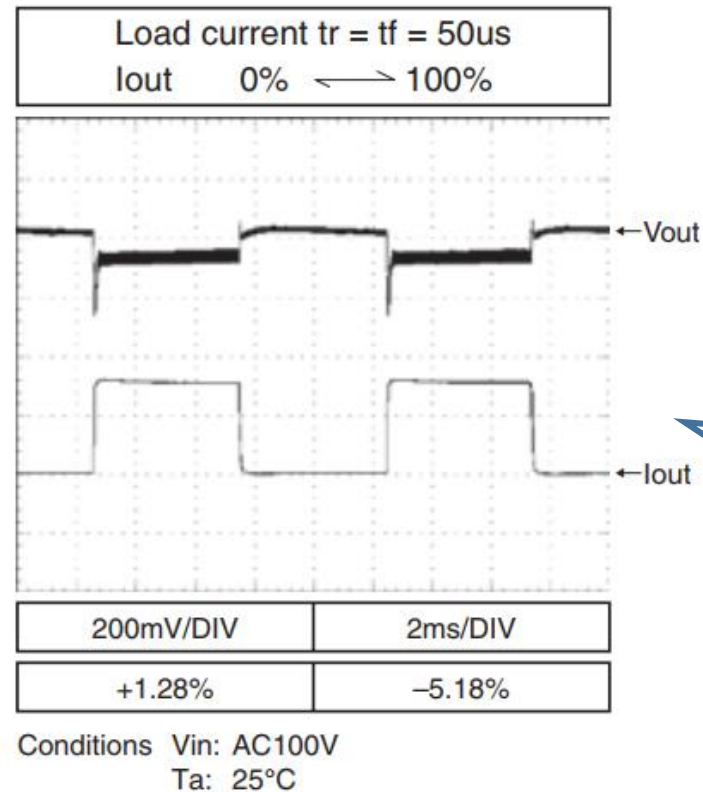 Load current tr = tf = 50us
Iout 0% ⇌ 100%
←Vout
←Iout
200mV/DIV 2ms/DIV
+1.28% –5.18%
Conditions Vin: AC100V
Ta: 25°C